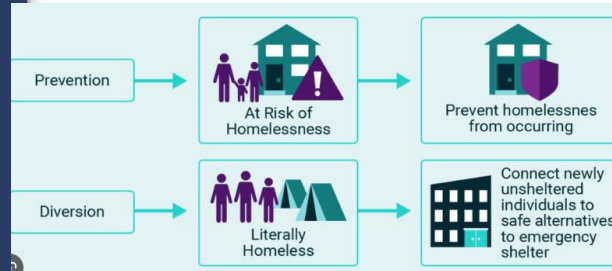 Prevention
At Risk of
Homelessness
Prevent homelessnes
from occurring
Diversion
Literally
Homeless
Connect newly
unsheltered
individuals to
safe alternatives
to emergency
shelter